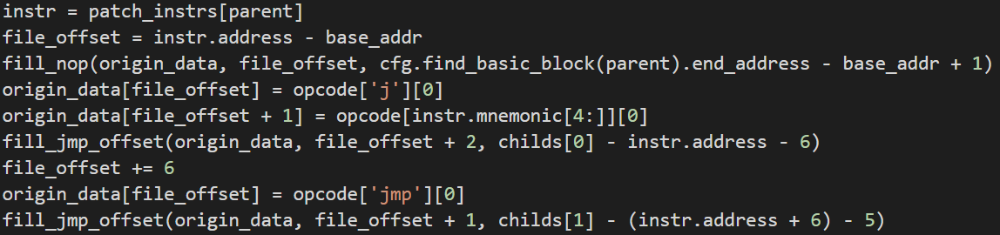 instr = patch_instrs[parent]
file_offset = instr.address - base_addr
fill_nop(origin_data, file_offset, cfg.find_basic_block(parent).end_address - base_addr + 1)
origin_data[file_offset] = opcode['j'][0]
origin_data[file_offset + 1] = opcode[instr.mnemonic[4:]][0]
fill_jmp_offset(origin_data, file_offset + 2, childs[0] - instr.address - 6)
file_offset += 6
origin_data[file_offset] = opcode['jmp'][0]
fill_jmp_offset(origin_data, file_offset + 1, childs[1] - (instr.address + 6) - 5)